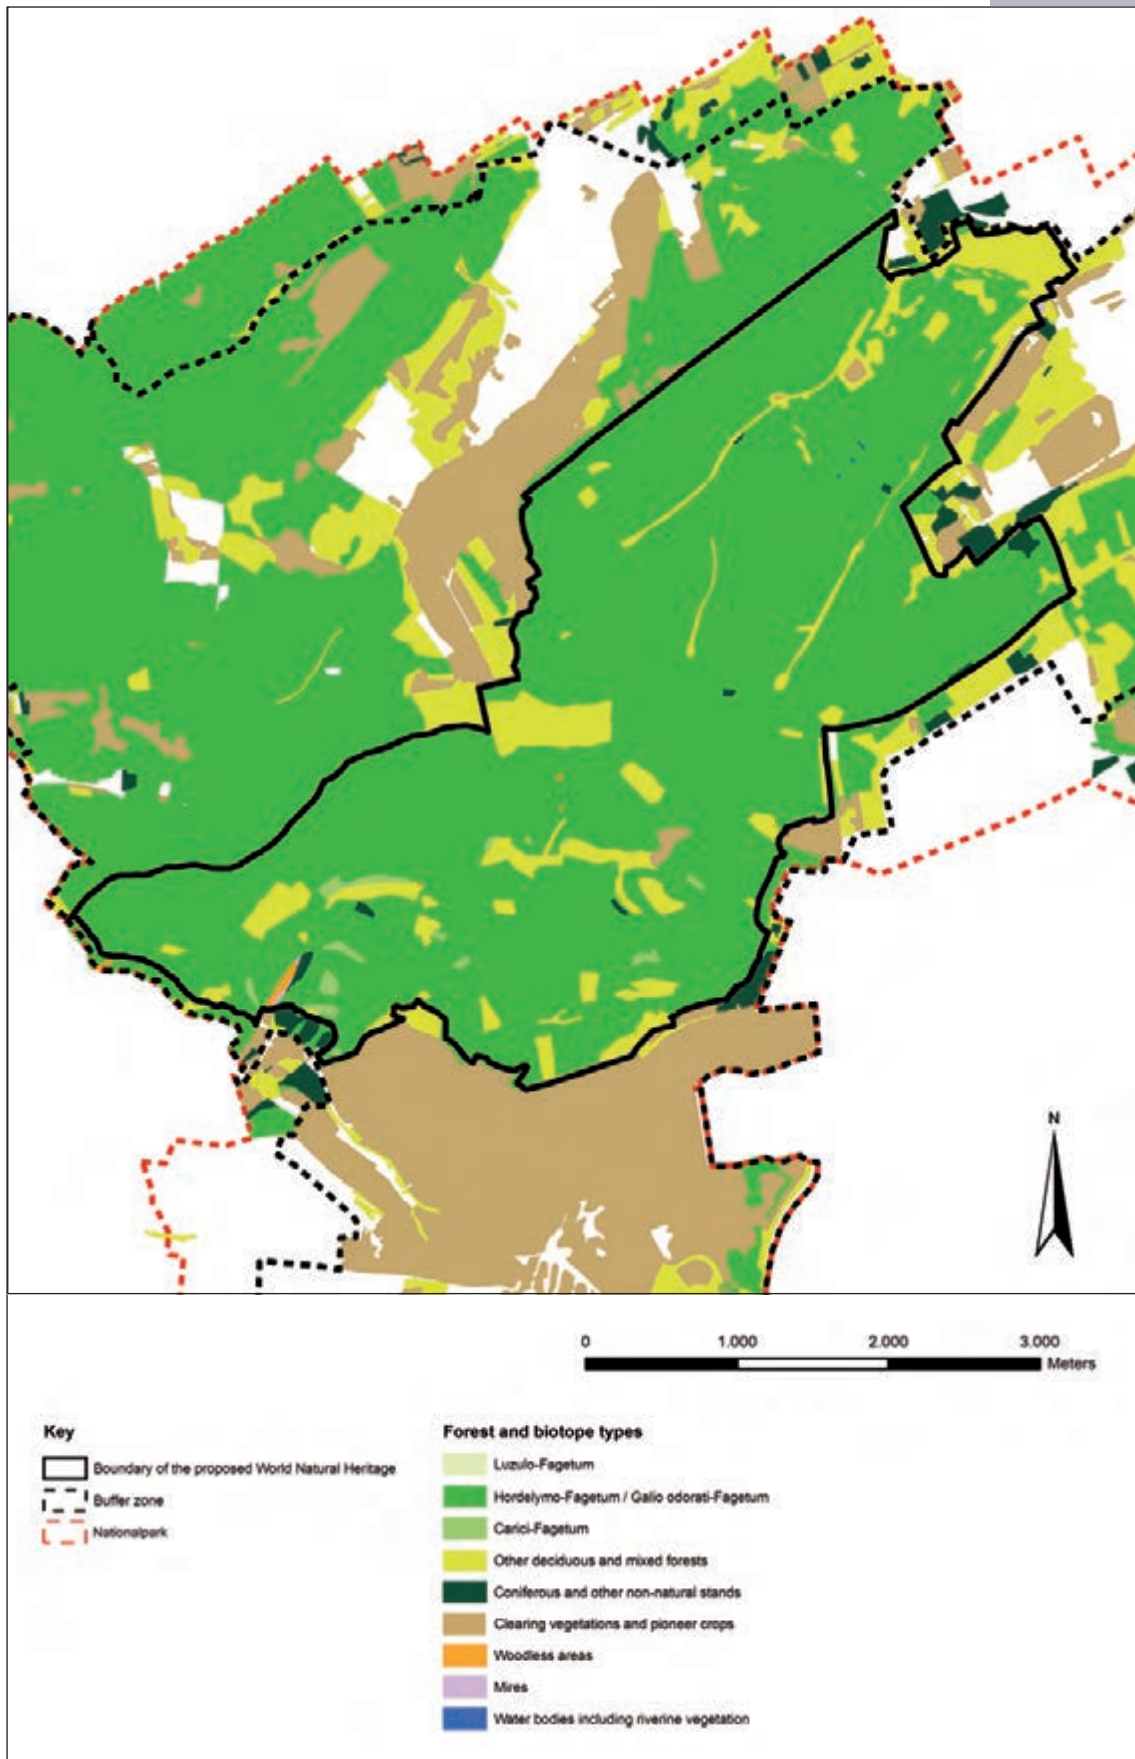 N
0 1.000 2.000 3.000
Meters
Key
Boundary of the proposed World Natural Heritage
Buffer zone
Nationalpark
Forest and biotope types
Luzulo-Fagetum
Hordelymo-Fagetum / Galio odorati-Fagetum
Carici-Fagetum
Other deciduous and mixed forests
Coniferous and other non-natural stands
Clearing vegetations and pioneer crops
Woodless areas
Mires
Water bodies including riverine vegetation